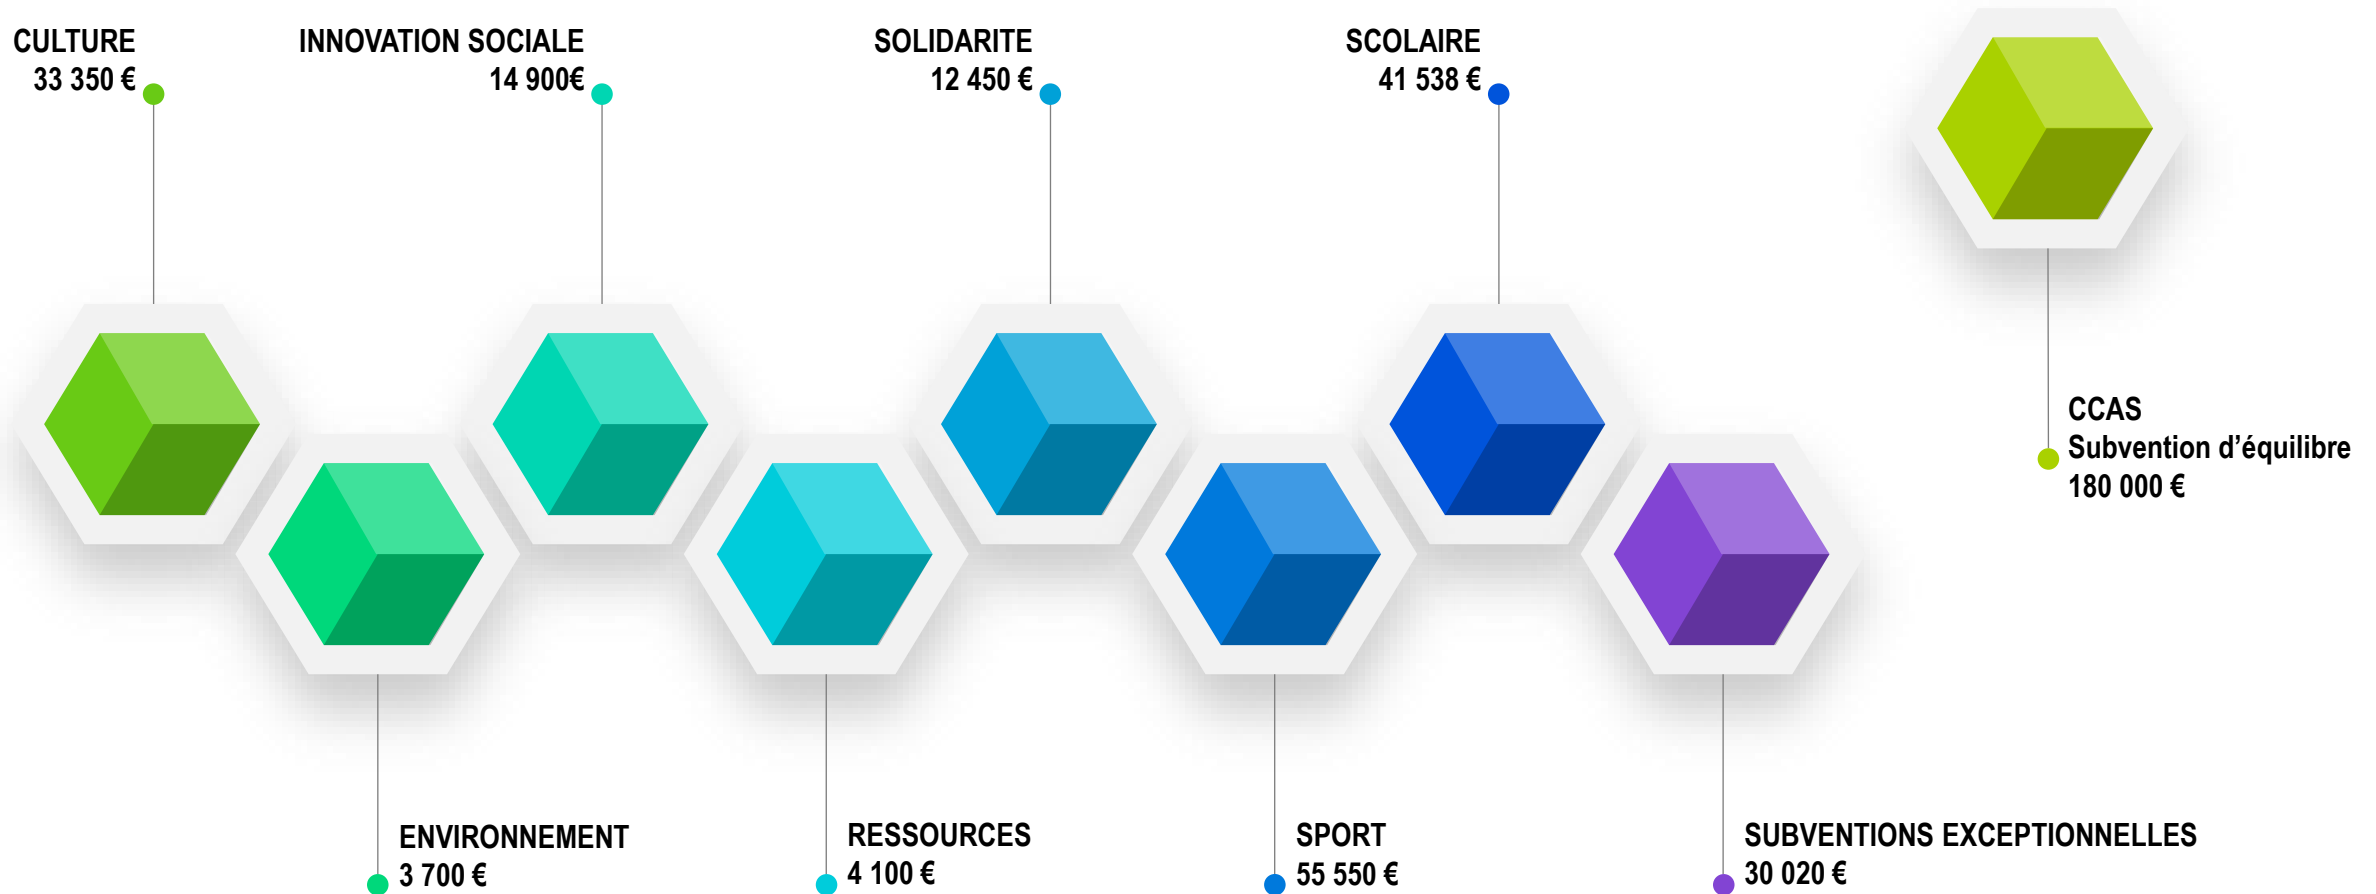 CULTURE
33 350 €
INNOVATION SOCIALE
14 900€
SOLIDARITE
12 450 €
SCOLAIRE
41 538 €
CCAS
Subvention d’équilibre
180 000 €
ENVIRONNEMENT
3 700 €
RESSOURCES
4 100 €
SPORT
55 550 €
SUBVENTIONS EXCEPTIONNELLES
30 020 €